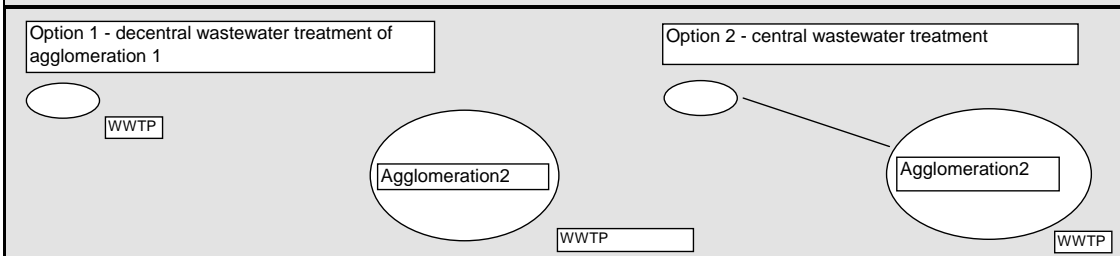 Option 1 - decentral wastewater treatment of
agglomeration 1
WWTP
Agglomeration2
WWTP
Option 2 - central wastewater treatment
Agglomeration2
WWTP